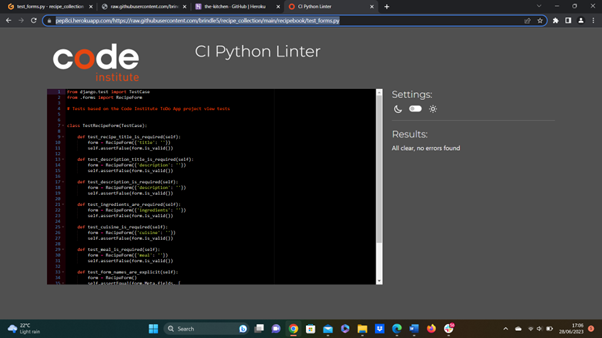 test_forms.py - recipe_collection
raw.githubusercontent.com/brindle
the-kitchen · GitHub | Heroku
CI Python Linter
pep8ci.herokuapp.com/https://raw.githubusercontent.com/brindle5/recipe_collection/main/recipebook/test_forms.py
code
institute
CI Python Linter
1 from django.test import TestCase
2 from .forms import RecipeForm
3
4 # Tests based on the Code Institute ToDo App project view tests
5
6
7 class TestRecipeForm(TestCase):
8
9 def test_recipe_title_is_required(self):
10 form = RecipeForm({'title': ''})
11 self.assertFalse(form.is_valid())
12
13 def test_description_title_is_required(self):
14 form = RecipeForm({'description': ''})
15 self.assertFalse(form.is_valid())
16
17 def test_description_is_required(self):
18 form = RecipeForm({'description': ''})
19 self.assertFalse(form.is_valid())
20
21 def test_ingredients_are_required(self):
22 form = RecipeForm({'ingredients': ''})
23 self.assertFalse(form.is_valid())
24
25 def test_cuisine_is_required(self):
26 form = RecipeForm({'cuisine': ''})
27 self.assertFalse(form.is_valid())
28
29 def test_meal_is_required(self):
30 form = RecipeForm({'meal': ''})
31 self.assertFalse(form.is_valid())
32
33 def test_form_names_are_explicit(self):
34 form = RecipeForm()
35 self.assertEqual(form.Meta.fields, [
Settings:
Results:
All clear, no errors found
22°C
Light rain
Search
17:06
28/06/2023